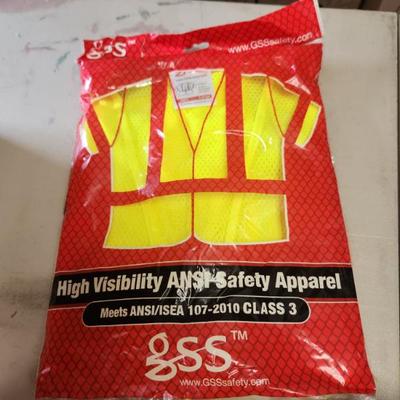 gss™
www.GSSsafety.com
High Visibility ANSI Safety Apparel
Meets ANSI/ISEA 107-2010 CLASS 3
gss™
www.GSSsafety.com